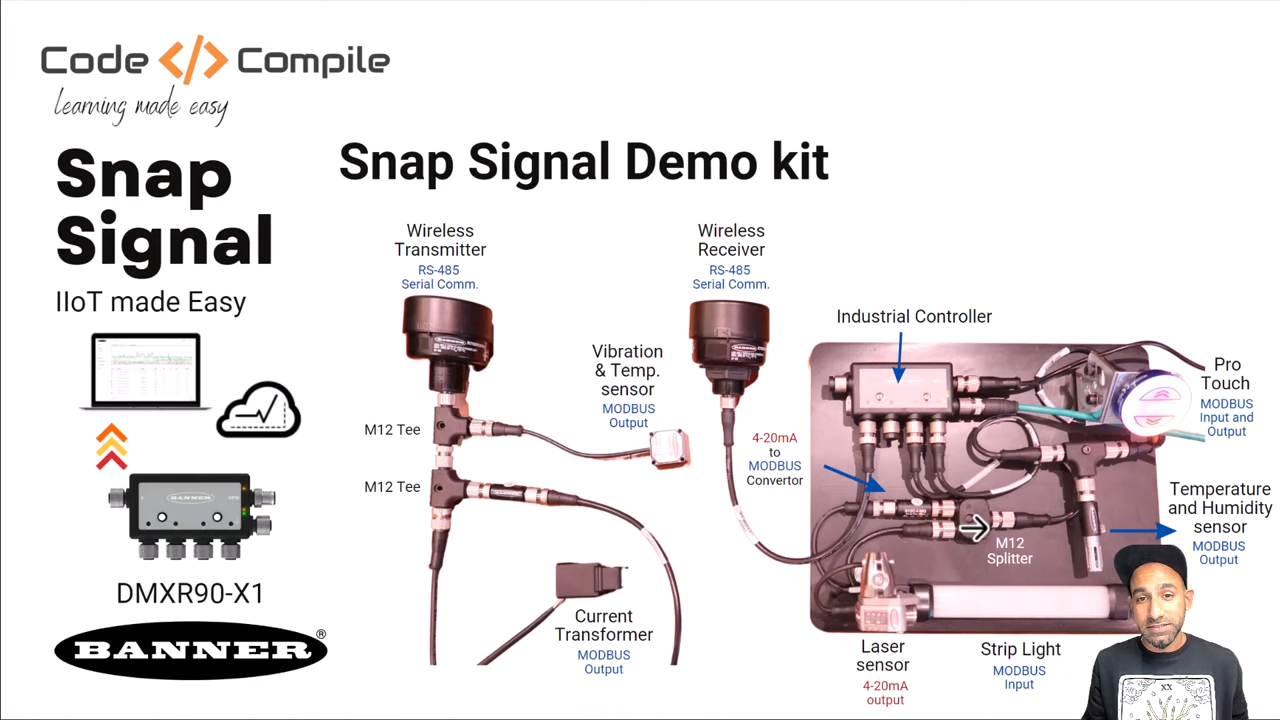 Code </> Compile
learning made easy
Snap
Signal
IIoT made Easy
DMXR90-X1
BANNER®
Snap Signal Demo kit
Wireless
Transmitter
RS-485
Serial Comm.
M12 Tee
M12 Tee
Vibration
& Temp.
sensor
MODBUS
Output
Current
Transformer
MODBUS
Output
Wireless
Receiver
RS-485
Serial Comm.
4-20mA
to
MODBUS
Convertor
Industrial Controller
Pro
Touch
MODBUS
Input and
Output
Temperature
and Humidity
sensor
MODBUS
Output
M12
Splitter
Laser
sensor
4-20mA
output
Strip Light
MODBUS
Input
BANNER
XX